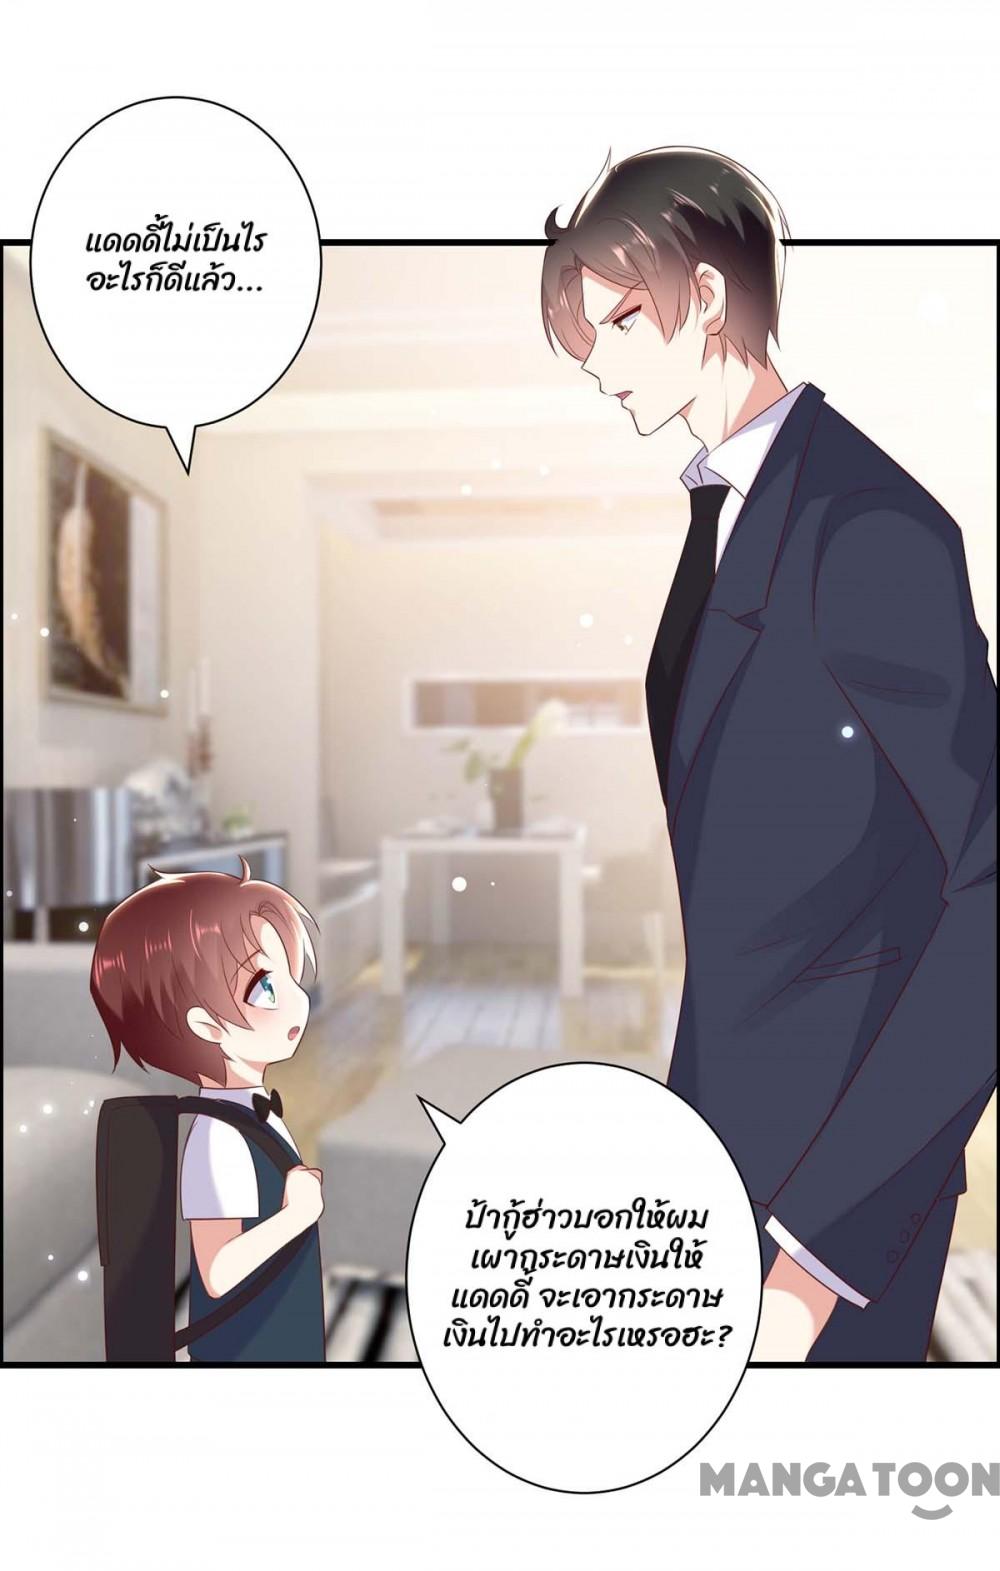 แดดดี้ไม่เป็นไร
อะไรก็ดีแล้ว...
ป้ากู้ฮ่าวบอกให้ผม
เผากระดาษเงินให้
แดดดี้ จะเอากระดาษ
เงินไปทำอะไรเหรอฮะ?
MANGATOON